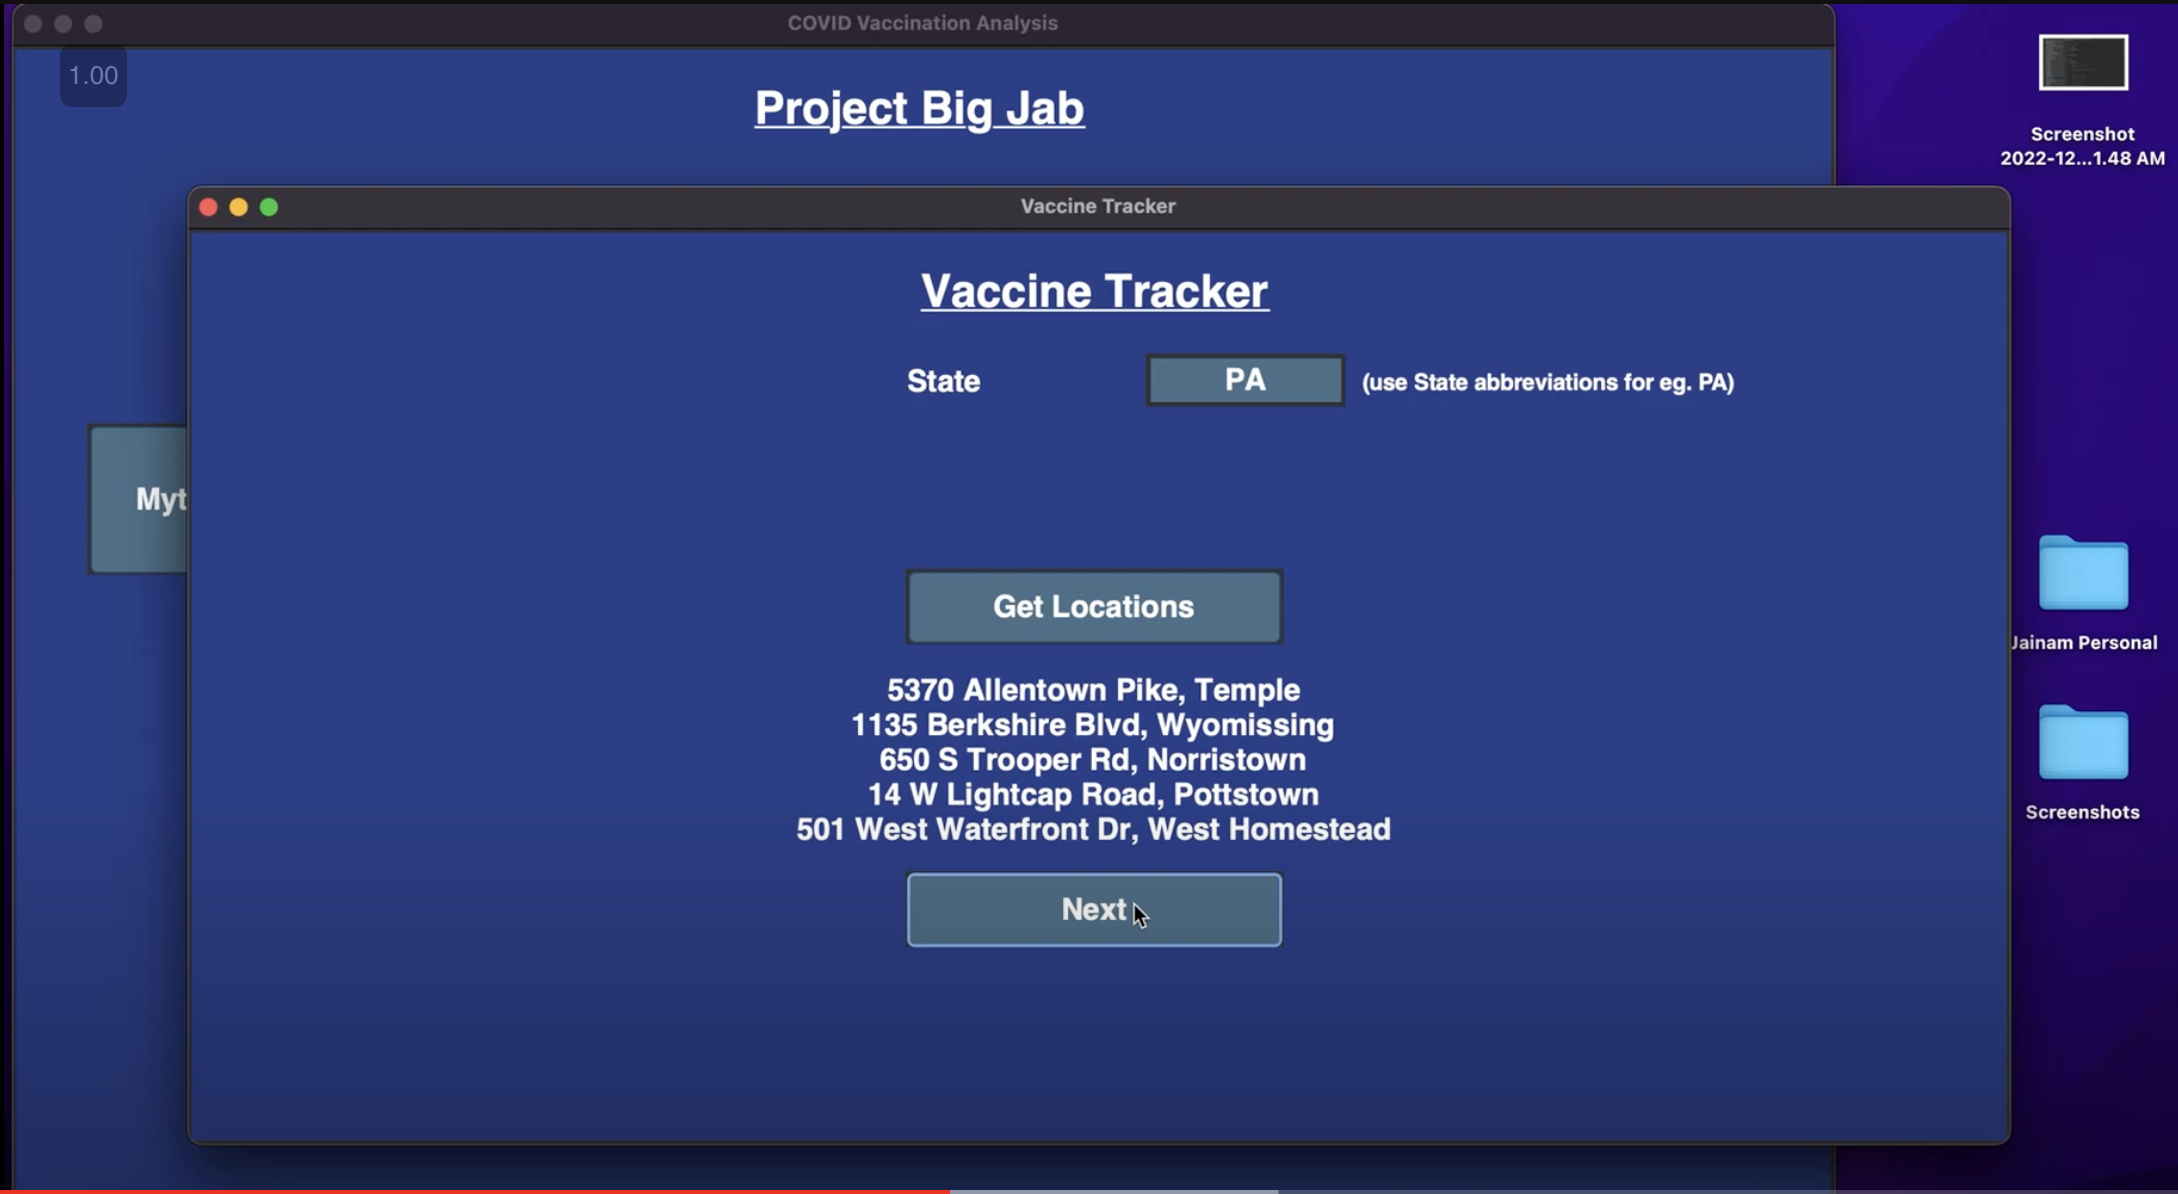 COVID Vaccination Analysis
1.00
Project Big Jab
Screenshot
2022-12...1.48 AM
Vaccine Tracker
Vaccine Tracker
State PA (use State abbreviations for eg. PA)
Myt
Get Locations
5370 Allentown Pike, Temple
1135 Berkshire Blvd, Wyomissing
650 S Trooper Rd, Norristown
14 W Lightcap Road, Pottstown
501 West Waterfront Dr, West Homestead
Next
Jainam Personal
Screenshots